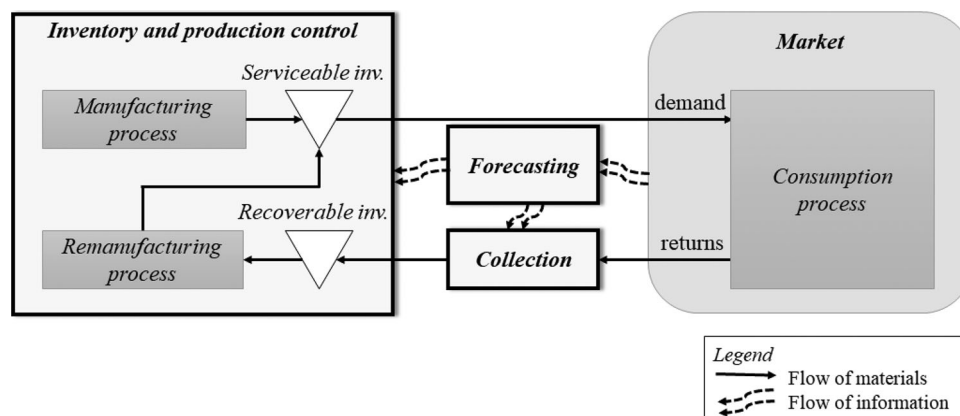 Inventory and production control
Serviceable inv.
Manufacturing
process
Recoverable inv.
Remanufacturing
process
Forecasting
Collection
Market
demand
Consumption
process
returns
Legend
Flow of materials
Flow of information